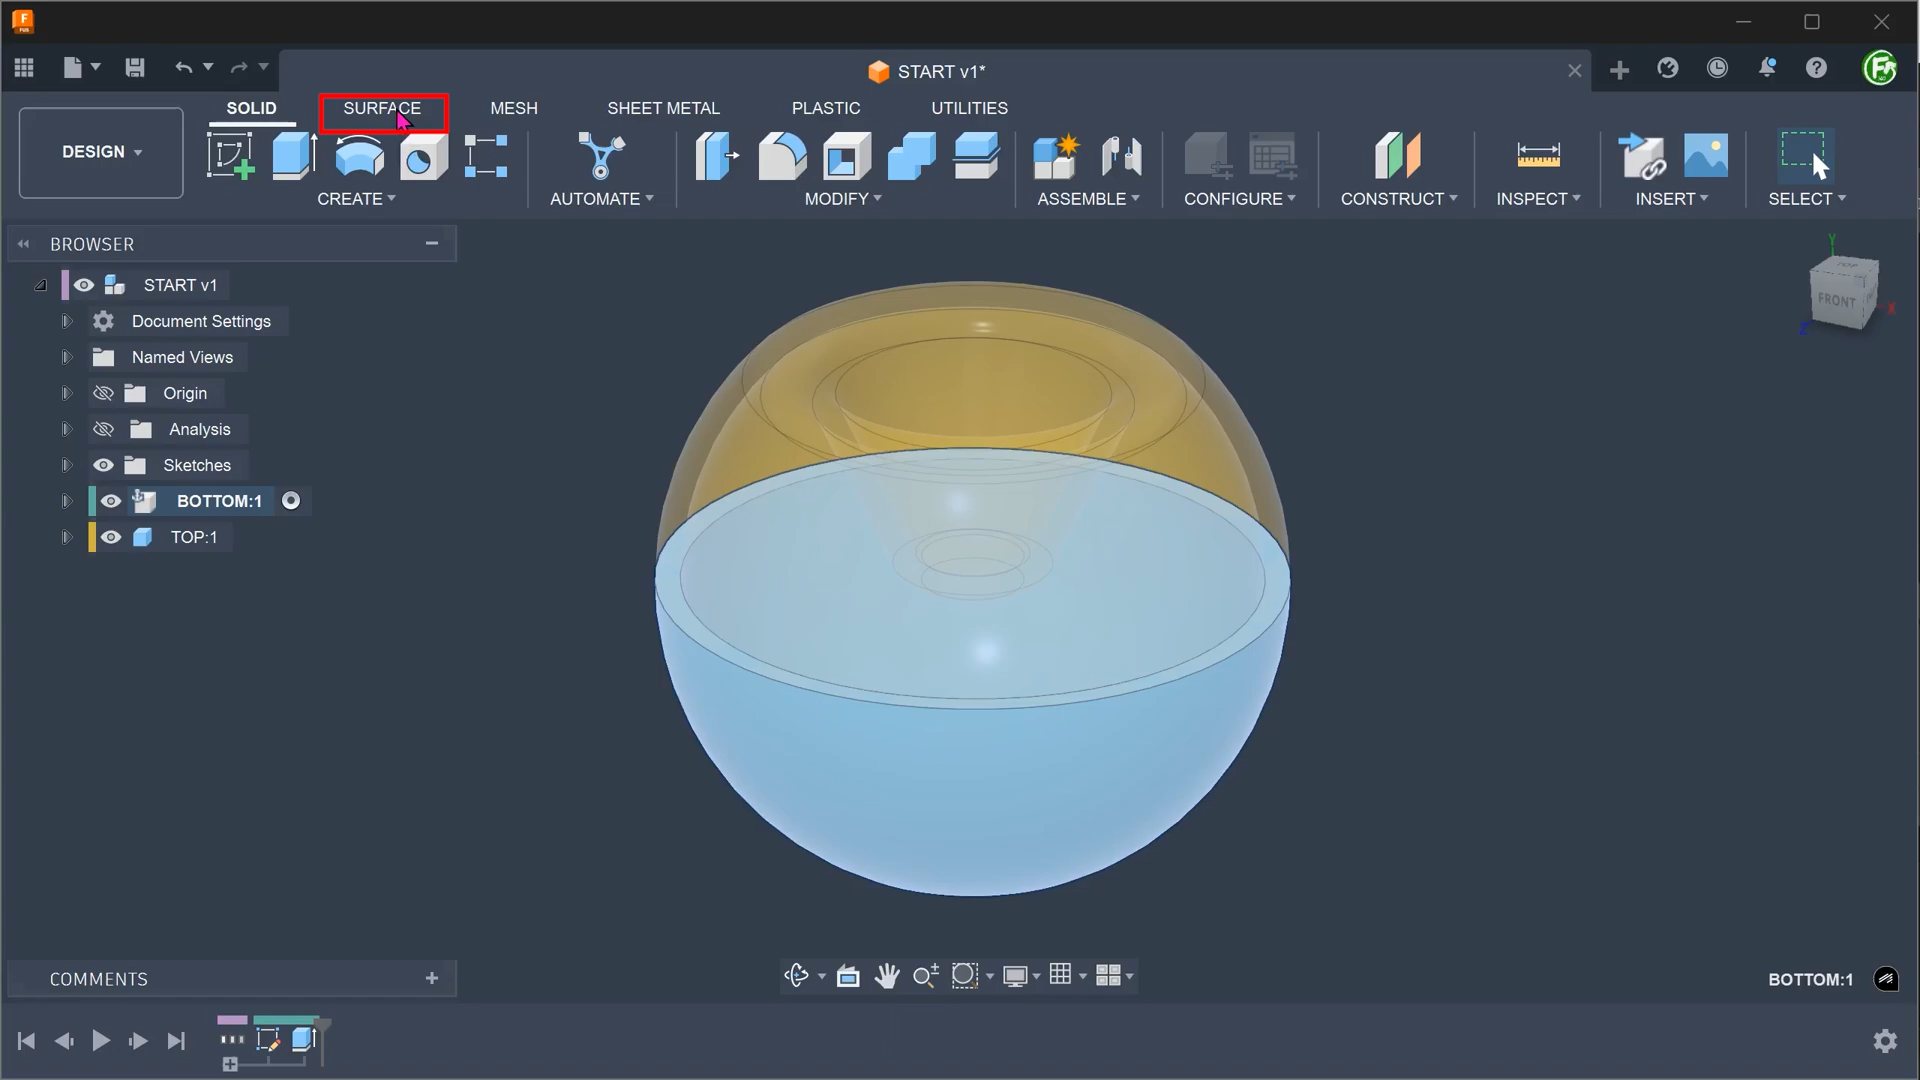 START v1*
SOLID SURFACE MESH SHEET METAL PLASTIC UTILITIES
DESIGN
CREATE AUTOMATE MODIFY ASSEMBLE CONFIGURE CONSTRUCT INSPECT INSERT SELECT
BROWSER
START v1
Document Settings
Named Views
Origin
Analysis
Sketches
BOTTOM:1
TOP:1
Y
TOP
FRONT
X
Z
COMMENTS
BOTTOM:1